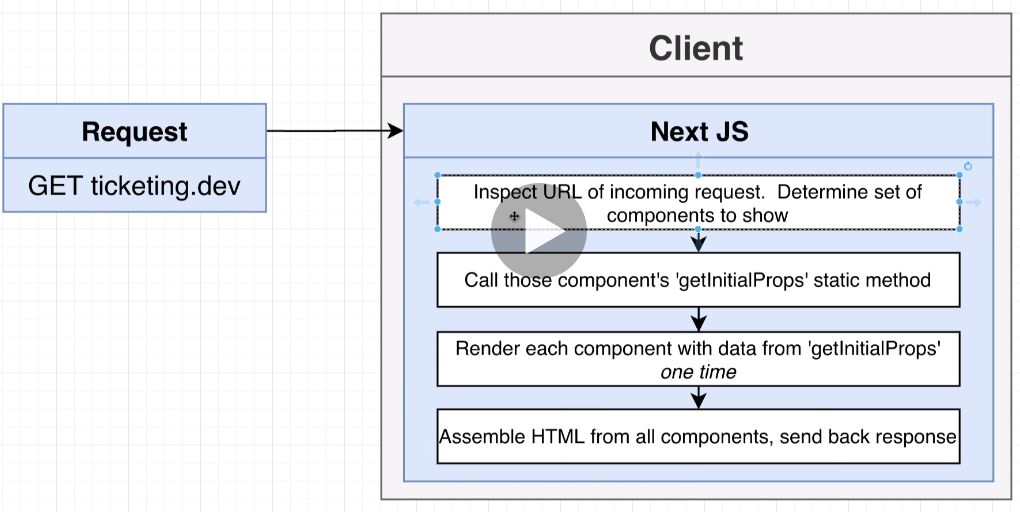 Client
Request
Next JS
GET ticketing.dev
Inspect URL of incoming request.  Determine set of
components to show
Call those component's 'getInitialProps' static method
Render each component with data from 'getInitialProps'
one time
Assemble HTML from all components, send back response